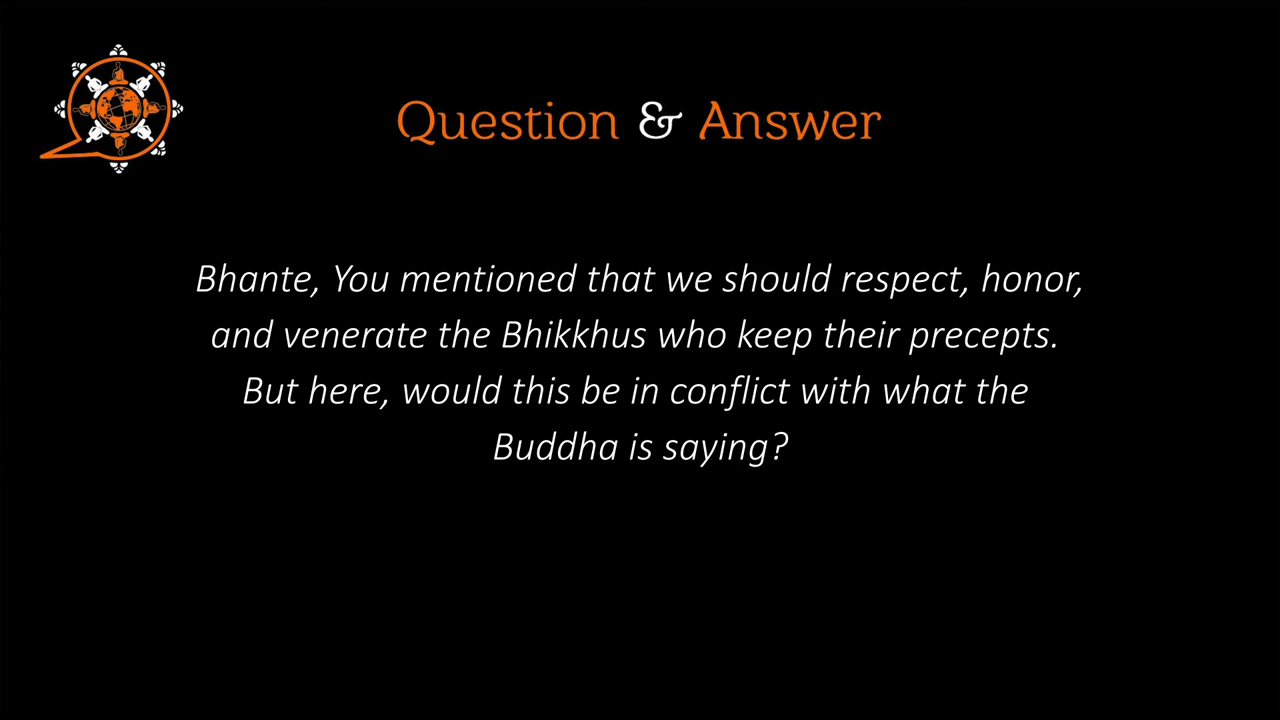 Question & Answer
Bhante, You mentioned that we should respect, honor,
and venerate the Bhikkhus who keep their precepts.
But here, would this be in conflict with what the
Buddha is saying?